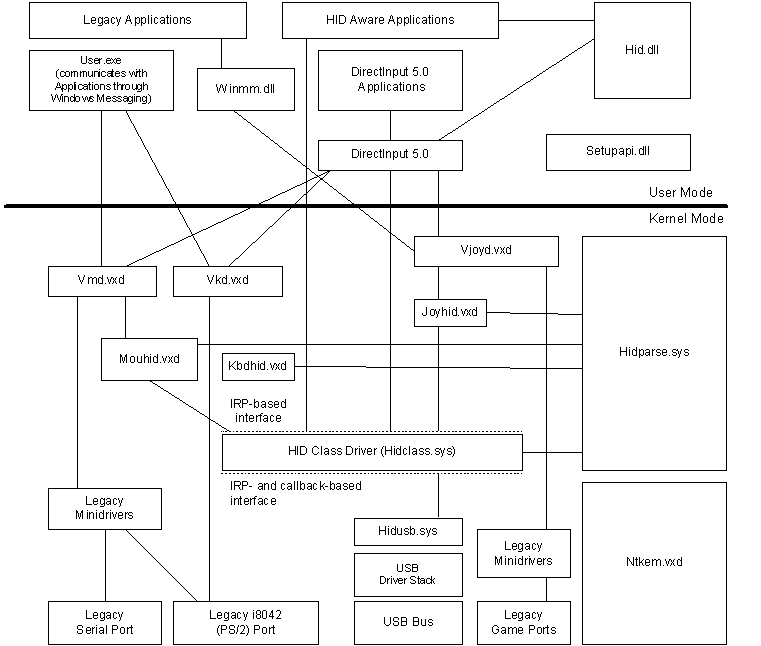 Legacy Applications
HID Aware Applications
Hid.dll
User.exe
(communicates with
Applications through
Windows Messaging)
Winmm.dll
DirectInput 5.0
Applications
DirectInput 5.0
Setupapi.dll
User Mode
Kernel Mode
Vmd.vxd
Vkd.vxd
Vjoyd.vxd
Joyhid.vxd
Mouhid.vxd
Kbdhid.vxd
Hidparse.sys
IRP-based
interface
HID Class Driver (Hidclass.sys)
IRP- and callback-based
interface
Legacy
Minidrivers
Hidusb.sys
Legacy
Minidrivers
USB
Driver Stack
Ntkern.vxd
Legacy
Serial Port
Legacy i8042
(PS/2) Port
USB Bus
Legacy
Game Ports